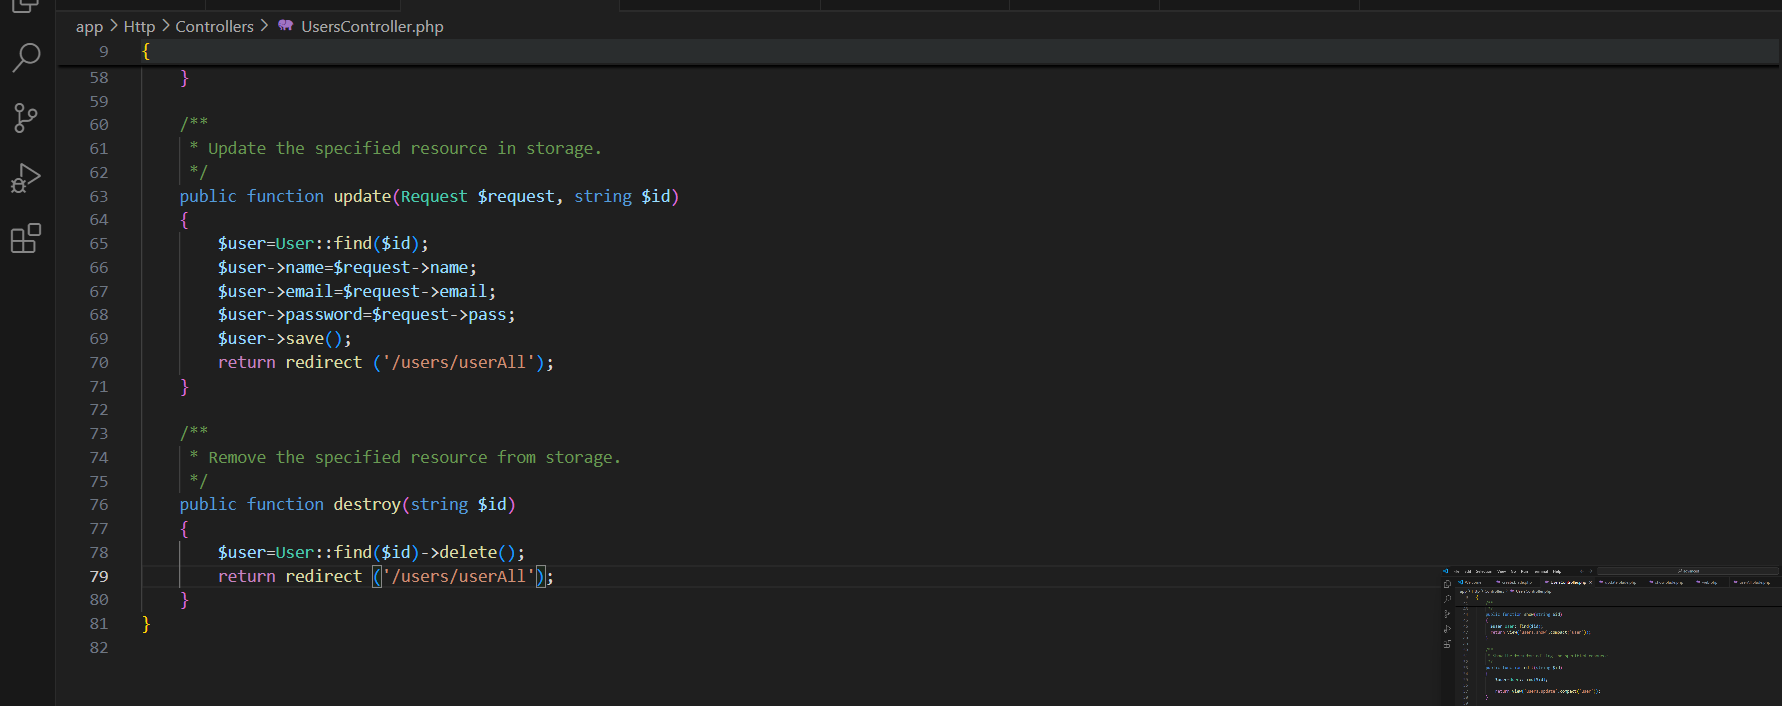 app > Http > Controllers > UsersController.php
9 {
58 }
59
60 /**
61 * Update the specified resource in storage.
62 */
63 public function update(Request $request, string $id)
64 {
65 $user=User::find($id);
66 $user->name=$request->name;
67 $user->email=$request->email;
68 $user->password=$request->pass;
69 $user->save();
70 return redirect ('/users/userAll');
71 }
72
73 /**
74 * Remove the specified resource from storage.
75 */
76 public function destroy(string $id)
77 {
78 $user=User::find($id)->delete();
79 return redirect ('/users/userAll');
80 }
81 }
82